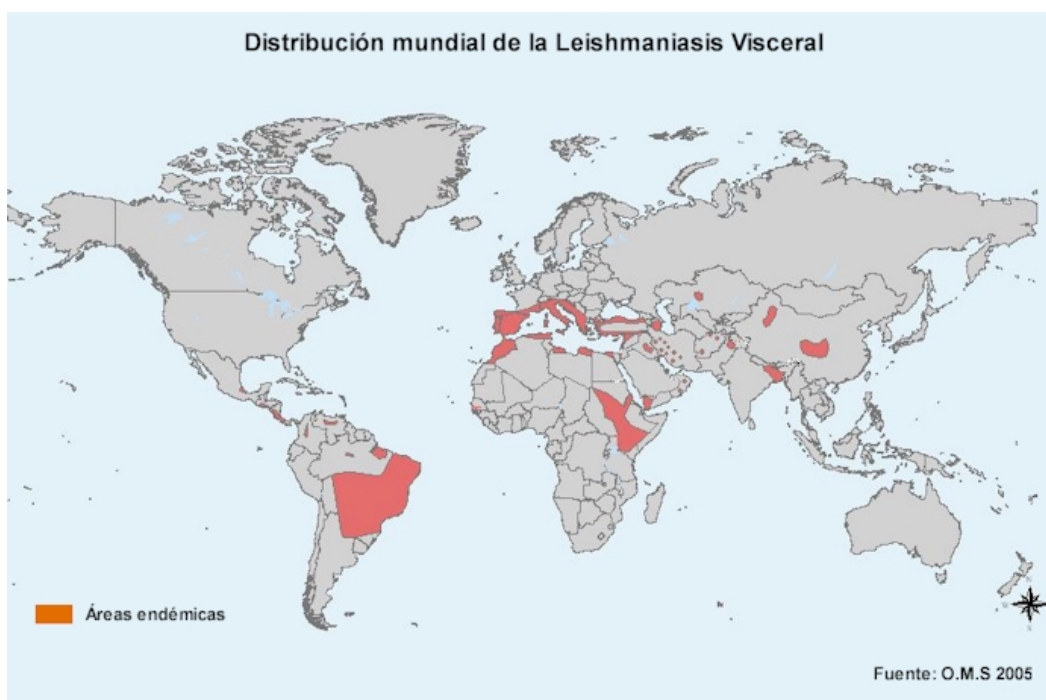 Distribución mundial de la Leishmaniasis Visceral
Áreas endémicas
Fuente: O.M.S 2005